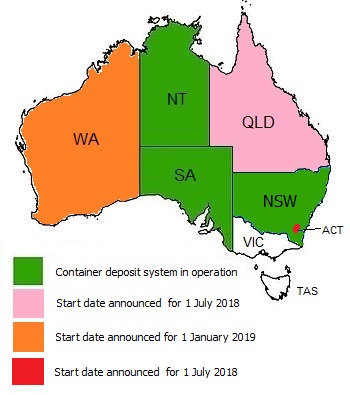 NT
QLD
WA
SA
NSW
ACT
VIC
TAS
Container deposit system in operation
Start date announced for 1 July 2018
Start date announced for 1 January 2019
Start date announced for 1 July 2018